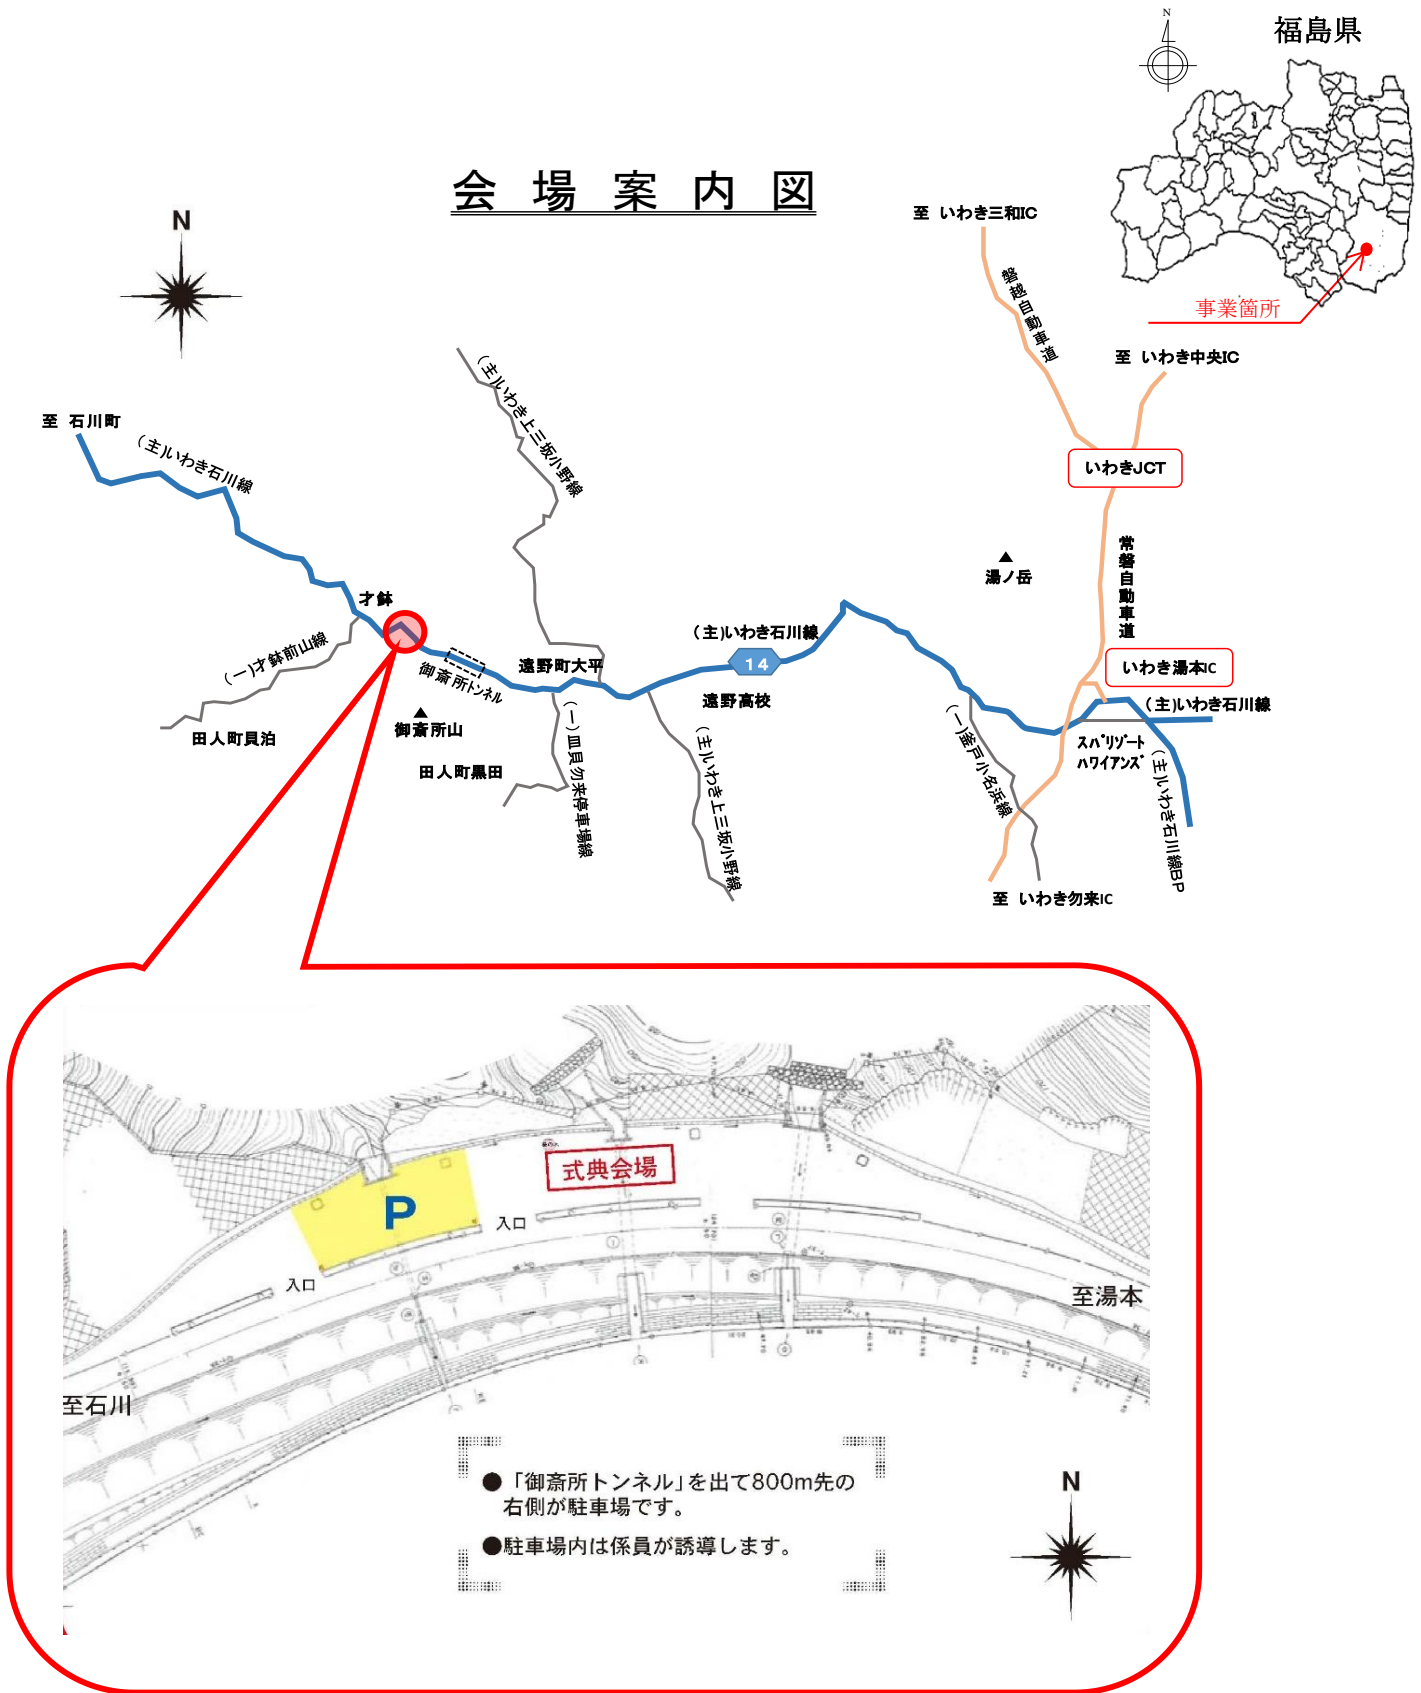 福島県
N
会場案内図
N
事業箇所
至 いわき三和IC
磐越自動車道
至 いわき中央IC
いわきJCT
至 石川町
(主)いわき石川線
(主)いわき上三坂小野線
常磐自動車道
湯ノ岳
才鉢
(一)才鉢前山線
(主)いわき石川線
14
遠野町大平
御斎所トンネル
遠野高校
いわき湯本IC
(主)いわき石川線
御斎所山
田人町貝泊
田人町黒田
(一)皿貝勿来停車場線
(主)いわき上三坂小野線
(一)釜戸小名浜線
スパリゾート
ハワイアンズ
(主)いわき石川線BP
至 いわき勿来IC
式典会場
P
入口
入口
至湯本
至石川
●「御斎所トンネル」を出て800m先の
右側が駐車場です。
●駐車場内は係員が誘導します。
N